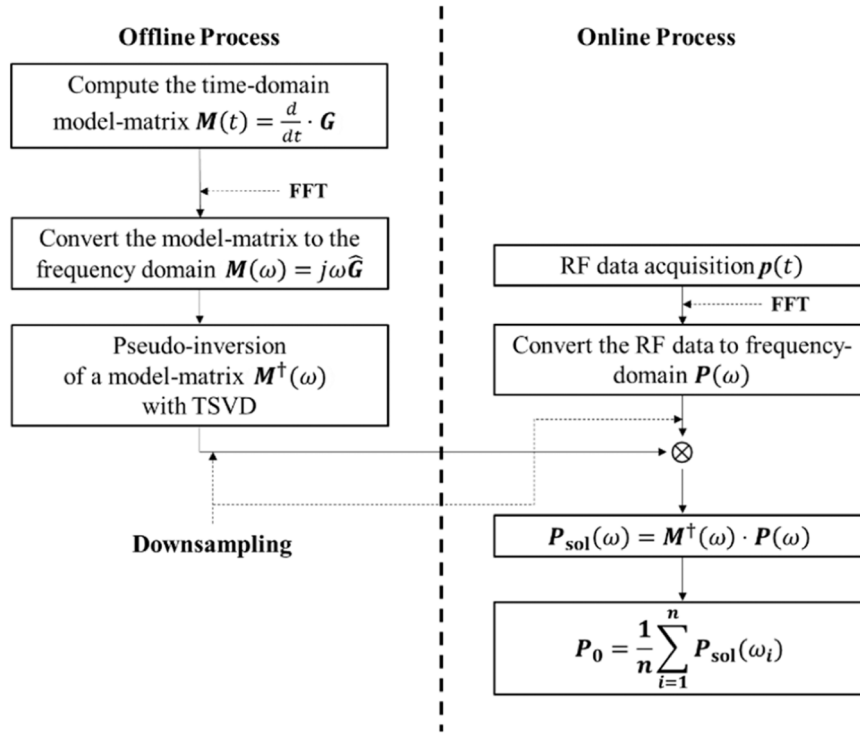 Offline Process
Compute the time-domain
model-matrix M(t) = d/dt · G
FFT
Convert the model-matrix to the
frequency domain M(ω) = jωĜ
Pseudo-inversion
of a model-matrix M†(ω)
with TSVD
Downsampling
Online Process
RF data acquisition p(t)
FFT
Convert the RF data to frequency-
domain P(ω)
⊗
P_sol(ω) = M†(ω) · P(ω)
P₀ = 1/n ∑_{i=1}^{n} P_sol(ω_i)